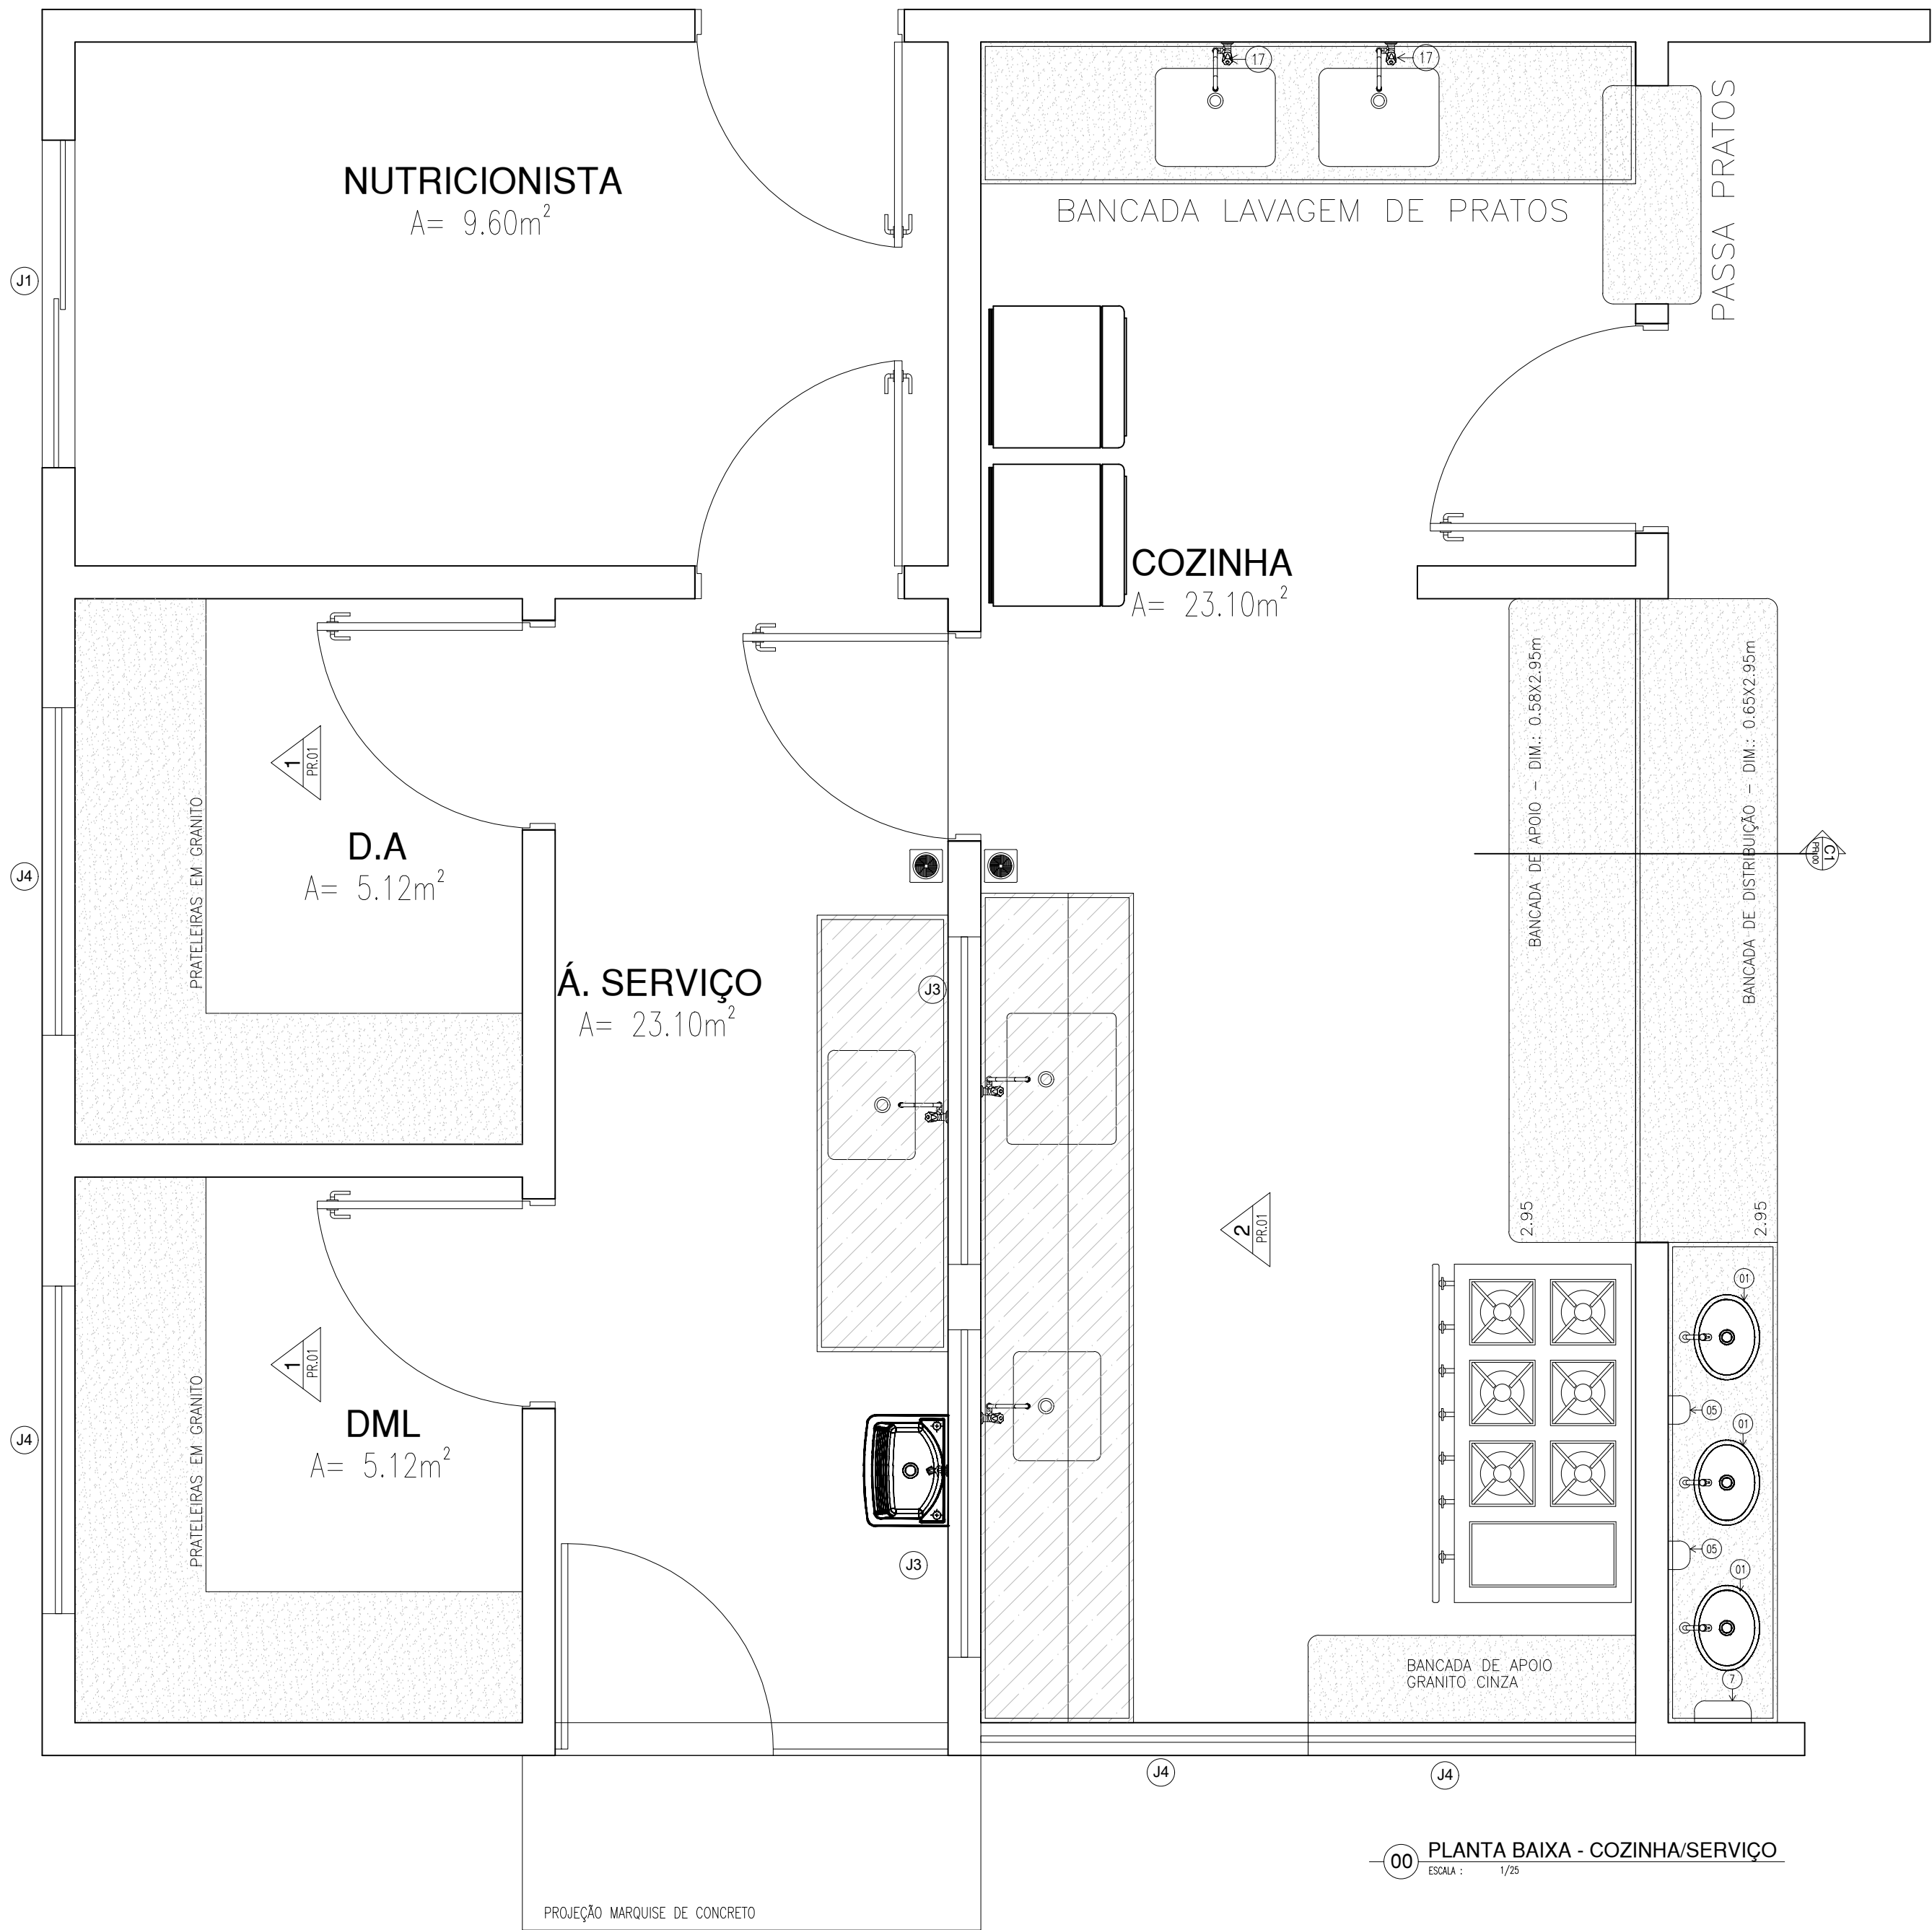 17
17
NUTRICIONISTA
A= 9.60m²
BANCADA LAVAGEM DE PRATOS
PASSA PRATOS
J1
COZINHA
A= 23.10m²
BANCADA DE APOIO - DIM.: 0.58X2.95m
BANCADA DE DISTRIBUIÇÃO - DIM.: 0.65X2.95m
1
PR.01
PRATELEIRAS EM GRANITO
D.A
A= 5.12m²
J4
C1
PR.00
Á. SERVIÇO
A= 23.10m²
J3
2
PR.01
2.95
2.95
01
1
PR.01
PRATELEIRAS EM GRANITO
DML
A= 5.12m²
J4
05
01
05
01
J3
BANCADA DE APOIO
GRANITO CINZA
7
J4
J4
00
PLANTA BAIXA - COZINHA/SERVIÇO
ESCALA : 1/25
PROJEÇÃO MARQUISE DE CONCRETO